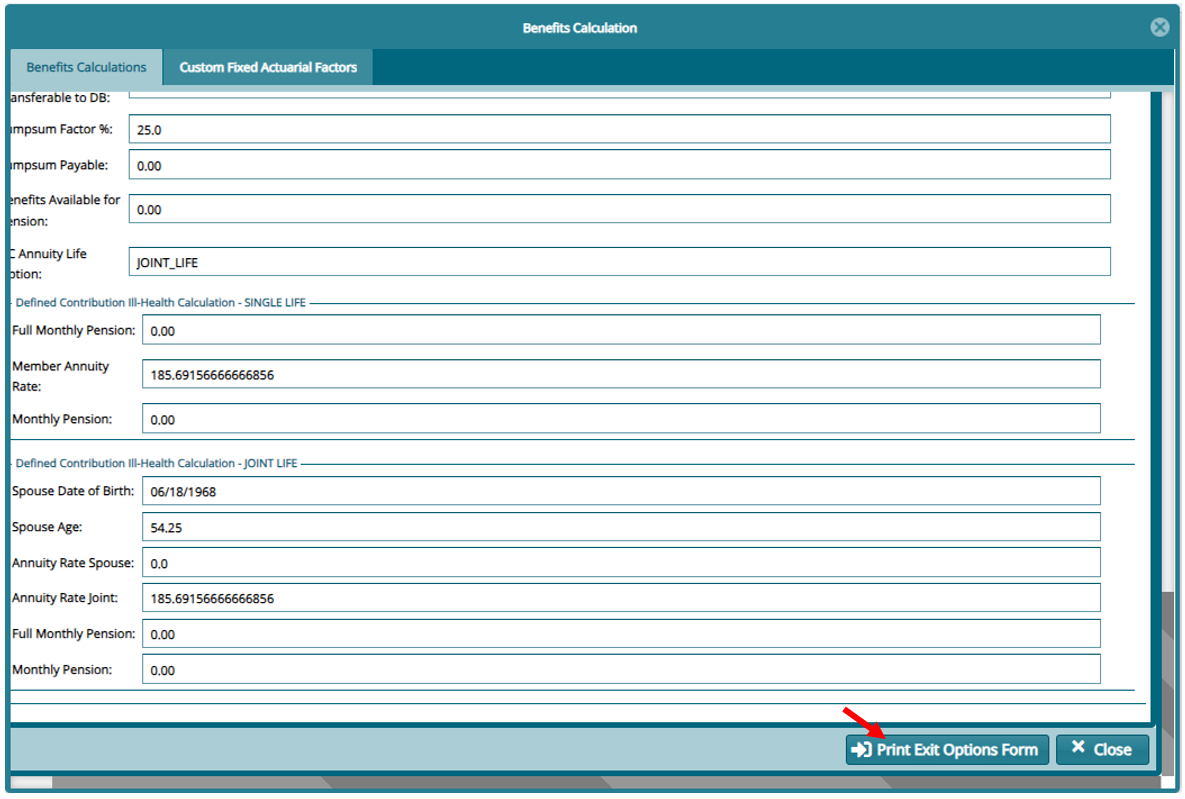 Benefits Calculation
Benefits Calculations
Custom Fixed Actuarial Factors
ansferable to DB:
umpsum Factor %:
25.0
umpsum Payable:
0.00
enefits Available for
ension:
0.00
C Annuity Life
ption:
JOINT_LIFE
Defined Contribution Ill-Health Calculation - SINGLE LIFE
Full Monthly Pension:
0.00
Member Annuity
Rate:
185.69156666666856
Monthly Pension:
0.00
Defined Contribution Ill-Health Calculation - JOINT LIFE
Spouse Date of Birth:
06/18/1968
Spouse Age:
54.25
Annuity Rate Spouse:
0.0
Annuity Rate Joint:
185.69156666666856
Full Monthly Pension:
0.00
Monthly Pension:
0.00
Print Exit Options Form
Close